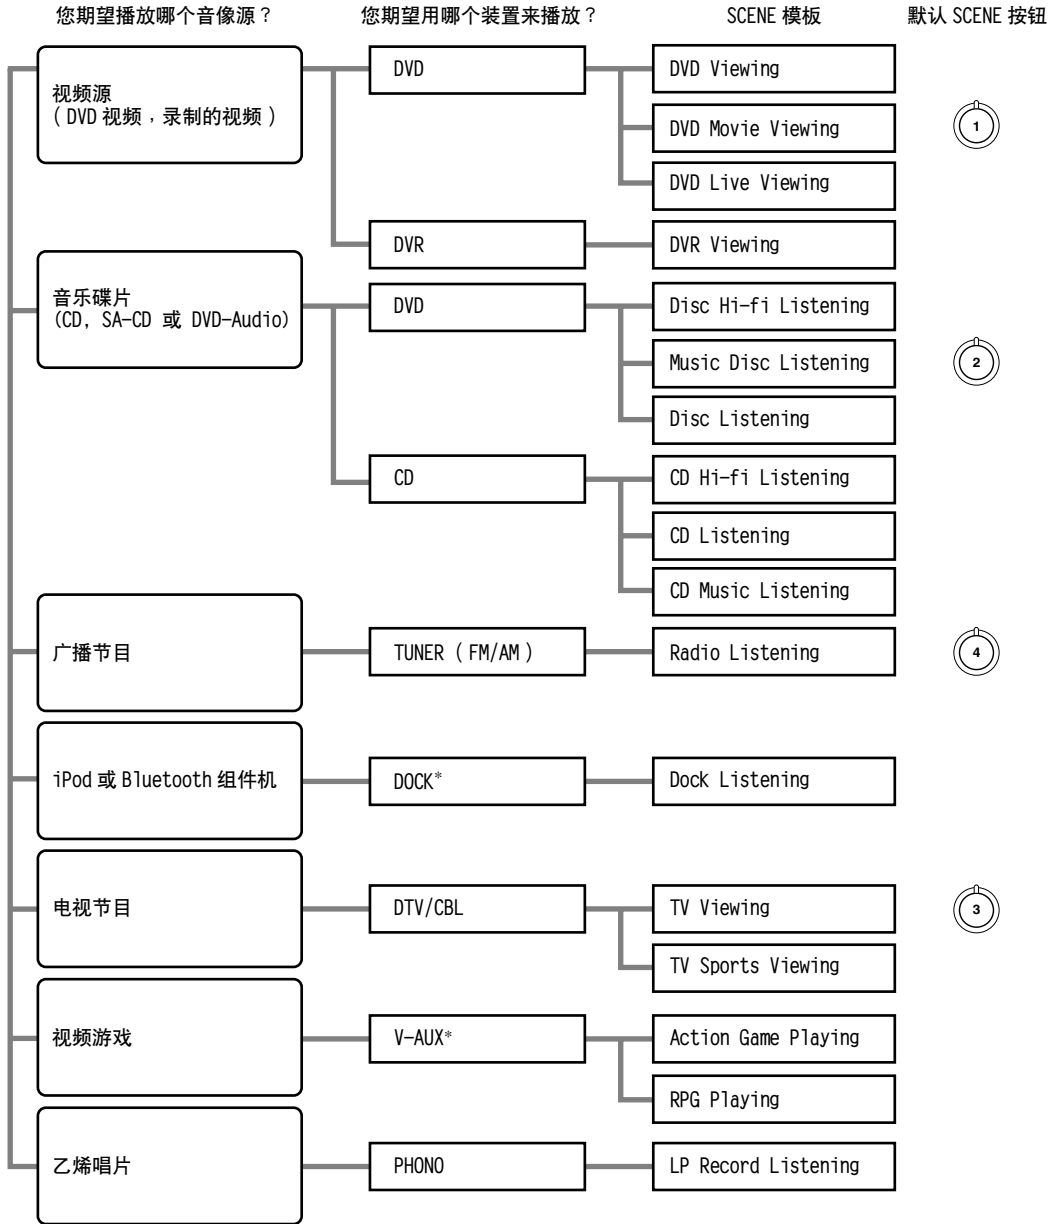 您期望播放哪个音像源？ 您期望用哪个装置来播放？ SCENE 模板 默认 SCENE 按钮
视频源
（DVD 视频，录制的视频）
DVD
DVD Viewing
DVD Movie Viewing
1
DVD Live Viewing
DVR
DVR Viewing
音乐碟片
(CD, SA-CD 或 DVD-Audio)
DVD
Disc Hi-fi Listening
Music Disc Listening
2
Disc Listening
CD
CD Hi-fi Listening
CD Listening
CD Music Listening
广播节目
TUNER（FM/AM）
Radio Listening
4
iPod 或 Bluetooth 组件机
DOCK*
Dock Listening
电视节目
DTV/CBL
TV Viewing
3
TV Sports Viewing
视频游戏
V-AUX*
Action Game Playing
RPG Playing
乙烯唱片
PHONO
LP Record Listening